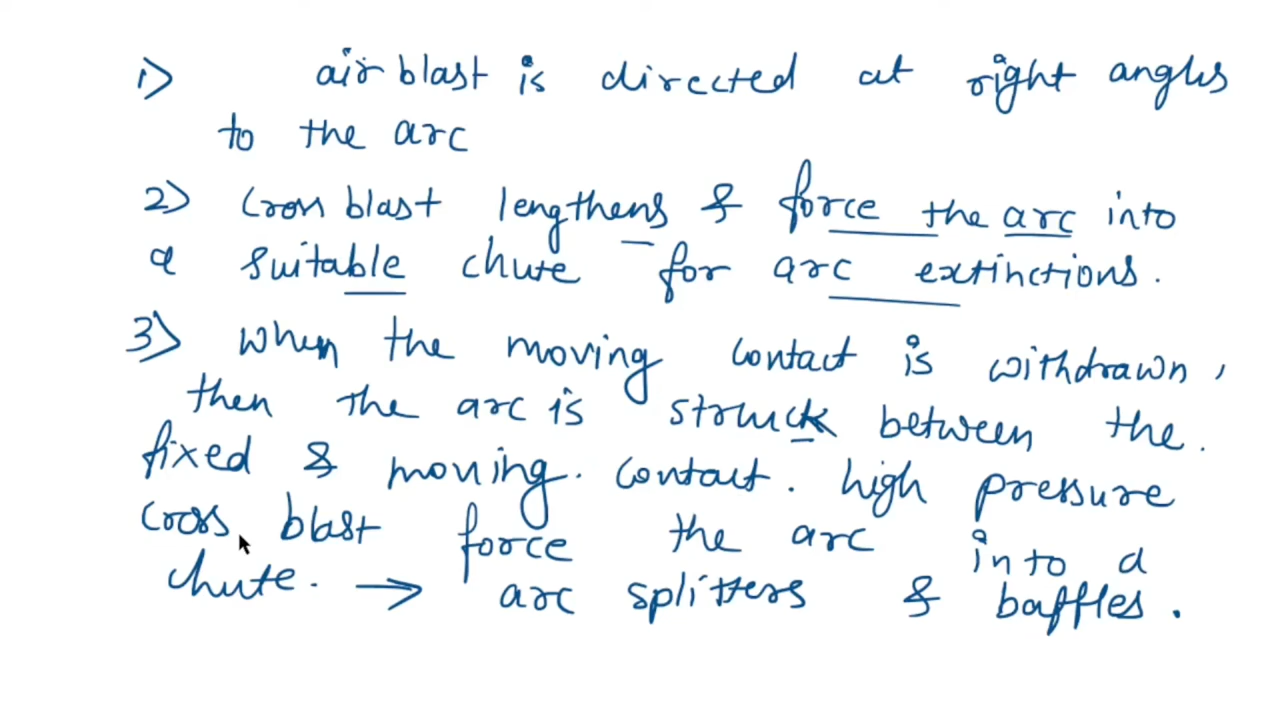 1) air blast is directed at right angles
to the arc
2) Cross blast lengthens & force the arc into
a suitable chute for arc extinctions.
3) when the moving contact is withdrawn,
then the arc is struck between the.
fixed & moving. contact. high pressure
cross blast force the arc into a
chute. → arc splitters & baffles.